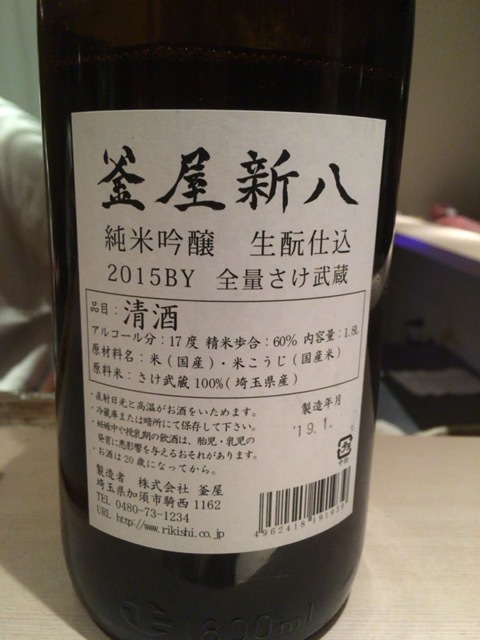 釜屋新八
純米吟醸 生酛仕込
2015BY 全量さけ武蔵
品目：清酒
アルコール分：17度 精米歩合：60% 内容量：1.8L
原材料名：米（国産）・米こうじ（国産米）
原料米：さけ武蔵100%（埼玉県産）
・直射日光と高温がお酒をいためます。
・冷蔵庫または暗所にて保存して下さい。
・妊娠中や授乳期の飲酒は、胎児・乳児の
発育に悪影響を与えるおそれがあります。
・お酒は20歳になってから。
製造年月
'19.1.
製造者 株式会社 釜屋
埼玉県加須市騎西1162
TEL 0480-73-1234
URL http://www.rikishi.co.jp
1800ml